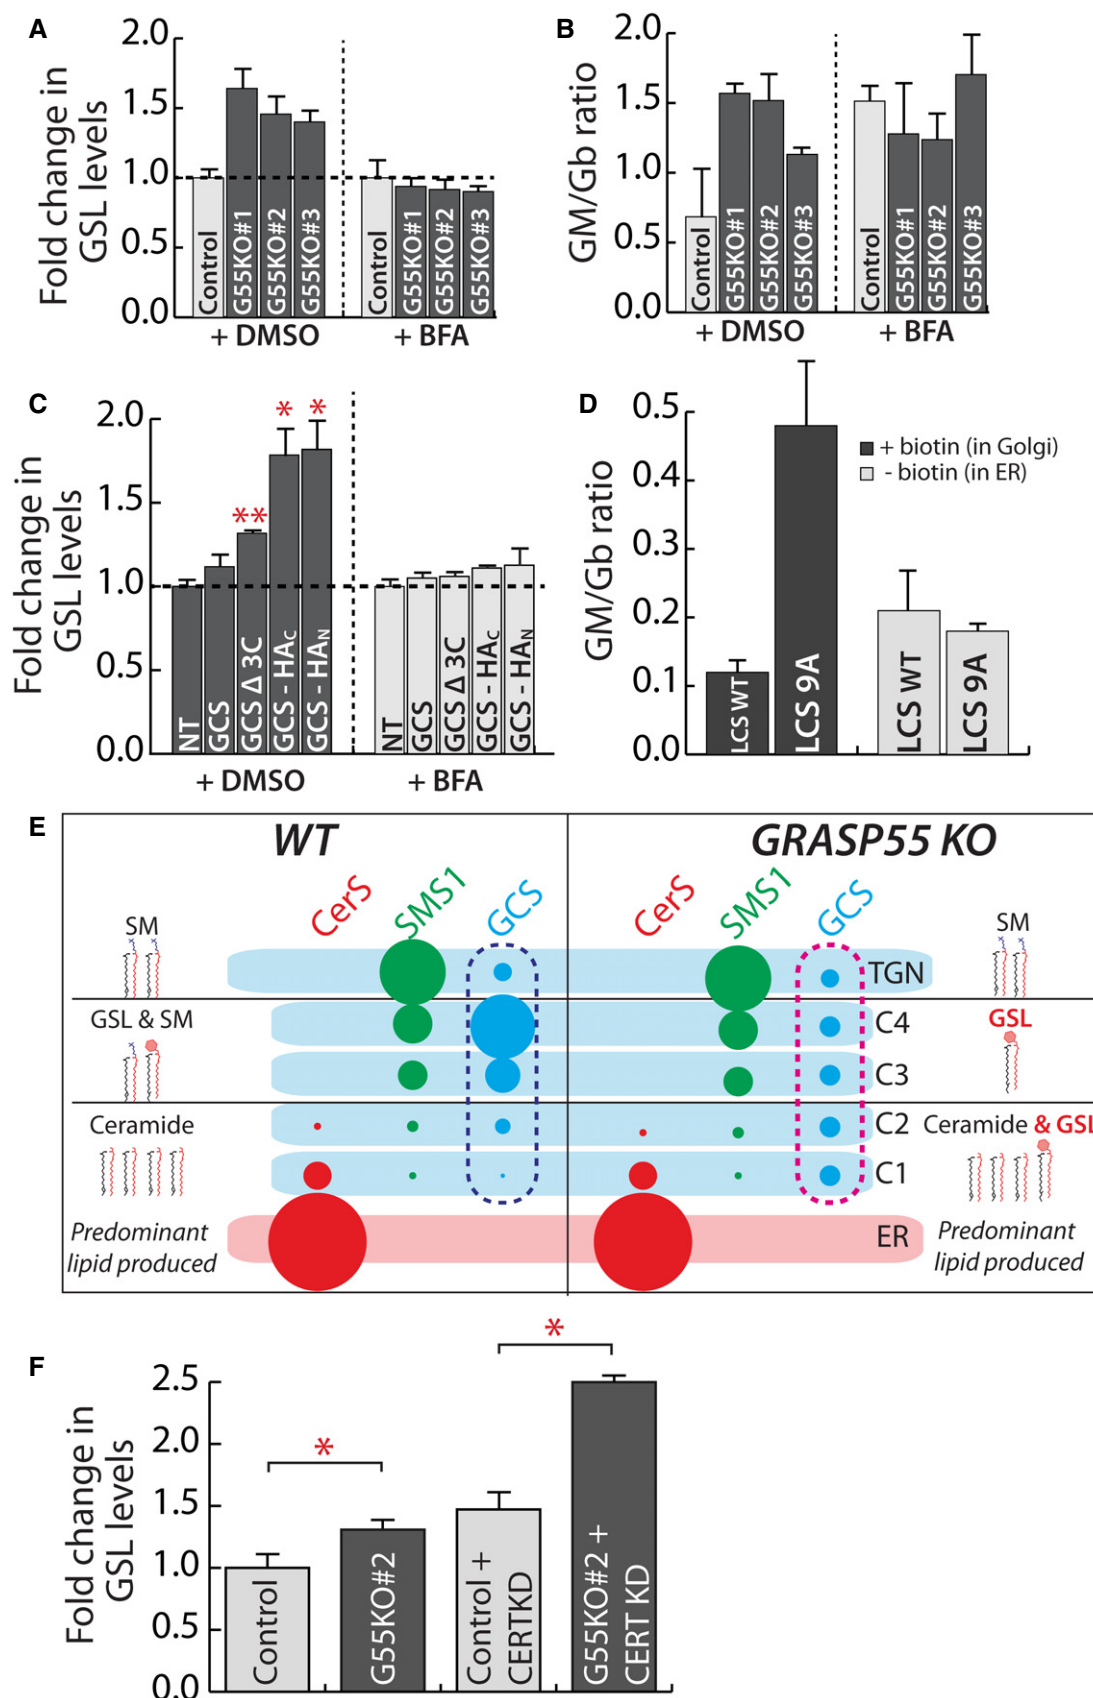 A
Fold change in
GSL levels
2.0
1.5
1.0
0.5
0.0
Control
G55KO#1
G55KO#2
G55KO#3
Control
G55KO#1
G55KO#2
G55KO#3
+ DMSO
+ BFA
B
GM/Gb ratio
2.0
1.5
1.0
0.5
0.0
Control
G55KO#1
G55KO#2
G55KO#3
Control
G55KO#1
G55KO#2
G55KO#3
+ DMSO
+ BFA
C
Fold change in
GSL levels
2.0
1.5
1.0
0.5
0.0
**
*
*
NT
GCS
GCS Δ 3C
GCS - HAC
GCS - HAN
NT
GCS
GCS Δ 3C
GCS - HAC
GCS - HAN
+ DMSO
+ BFA
D
GM/Gb ratio
0.5
0.4
0.3
0.2
0.1
0.0
+ biotin (in Golgi)
- biotin (in ER)
LCS WT
LCS 9A
LCS WT
LCS 9A
E
WT
GRASP55 KO
CerS
SMS1
GCS
CerS
SMS1
GCS
SM
TGN
SM
GSL & SM
C4
GSL
C3
Ceramide
C2
Ceramide & GSL
C1
Predominant
lipid produced
ER
Predominant
lipid produced
F
Fold change in
GSL levels
2.5
2.0
1.5
1.0
0.5
0.0
*
*
Control
G55KO#2
Control +
CERTKD
G55KO#2 +
CERT KD